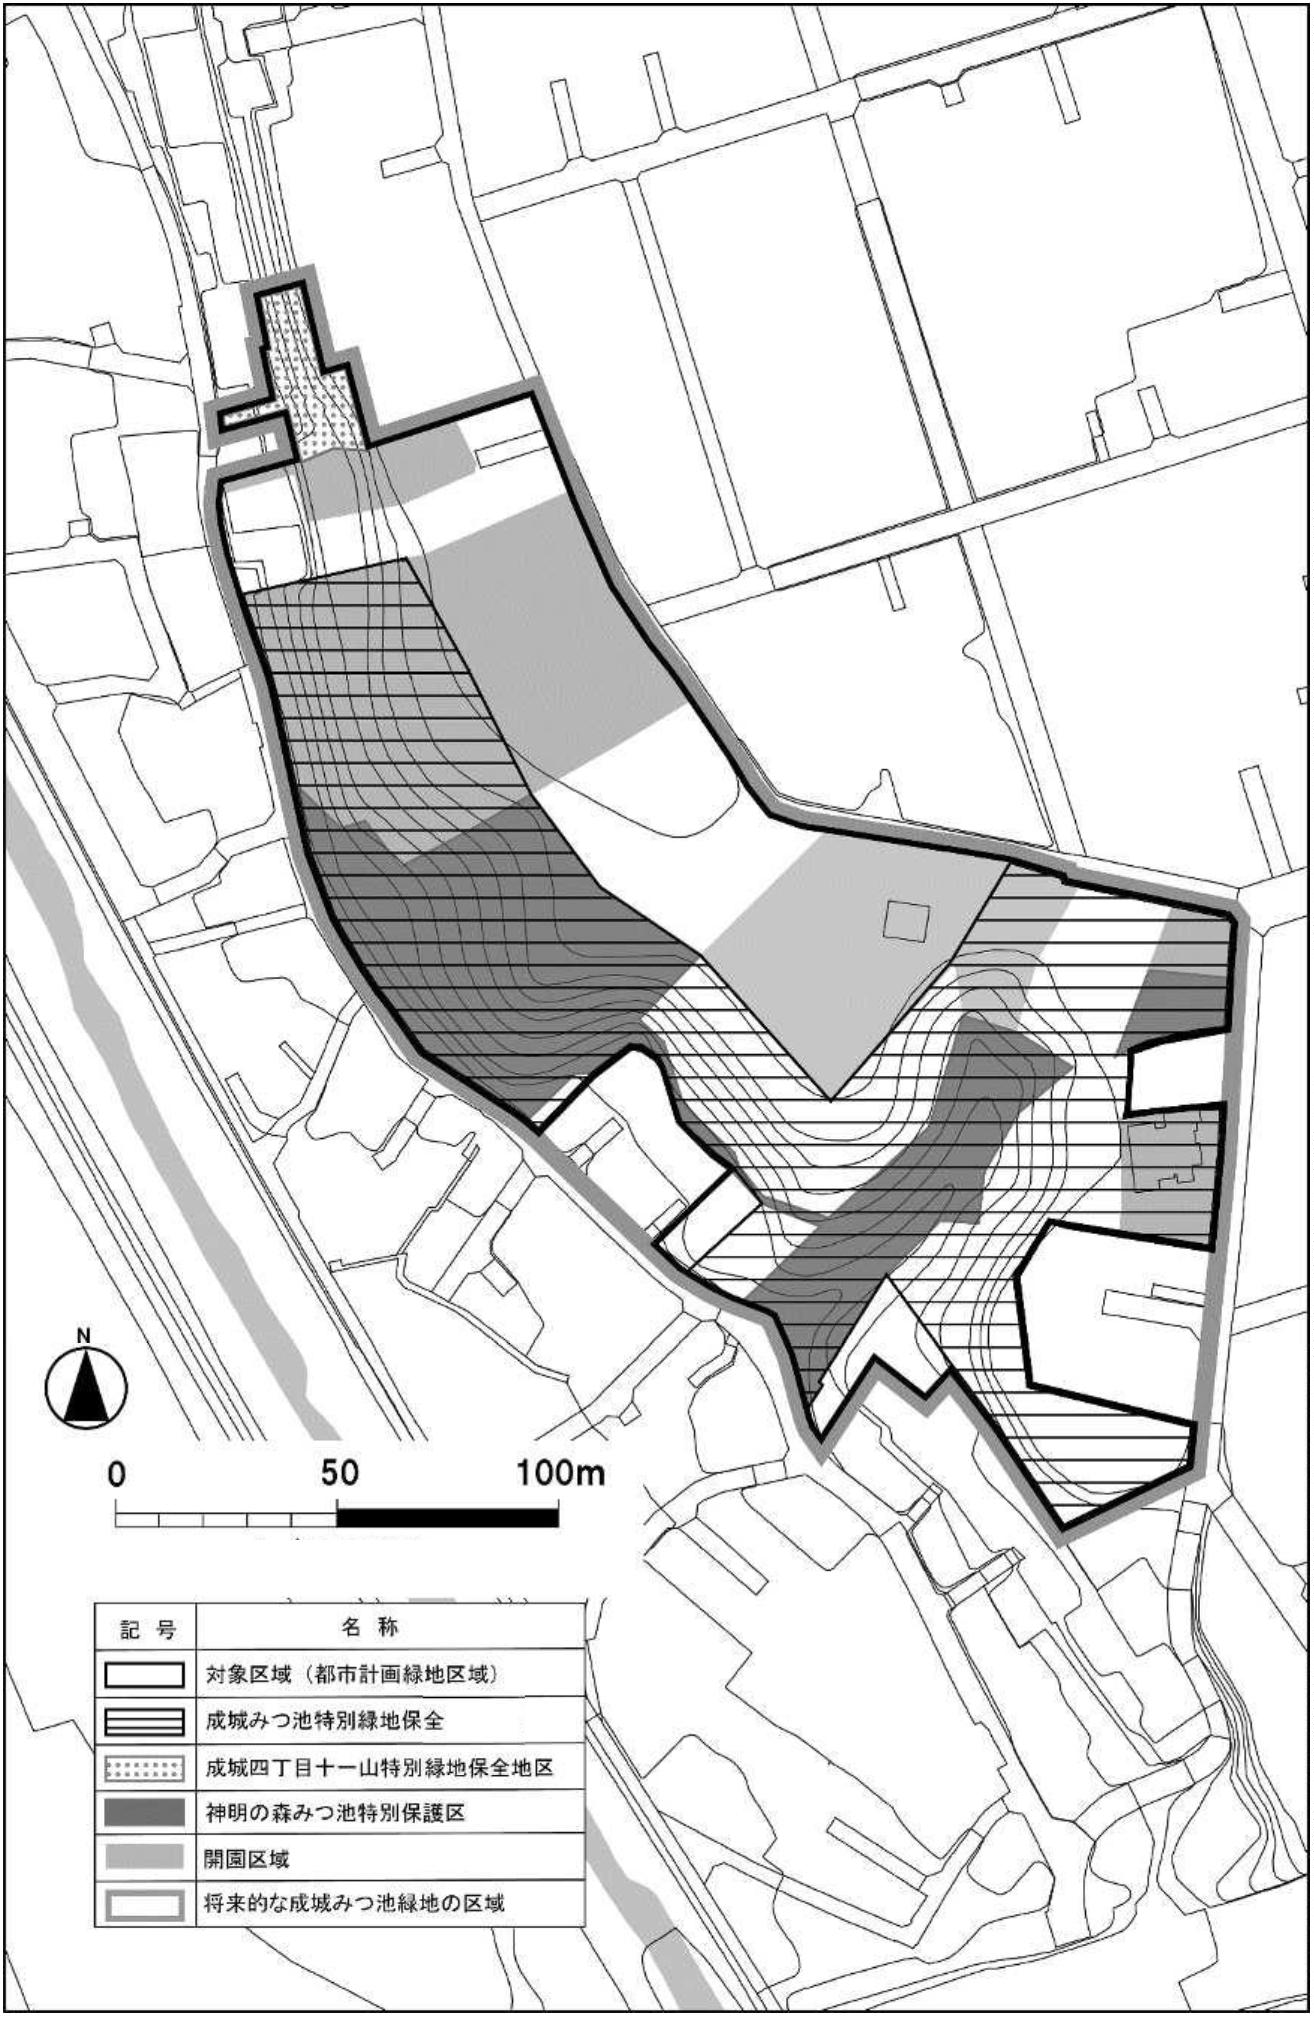 N
0 50 100m
記 号 名 称
対象区域（都市計画緑地区域）
成城みつ池特別緑地保全
成城四丁目十一山特別緑地保全地区
神明の森みつ池特別保護区
開園区域
将来的な成城みつ池緑地の区域